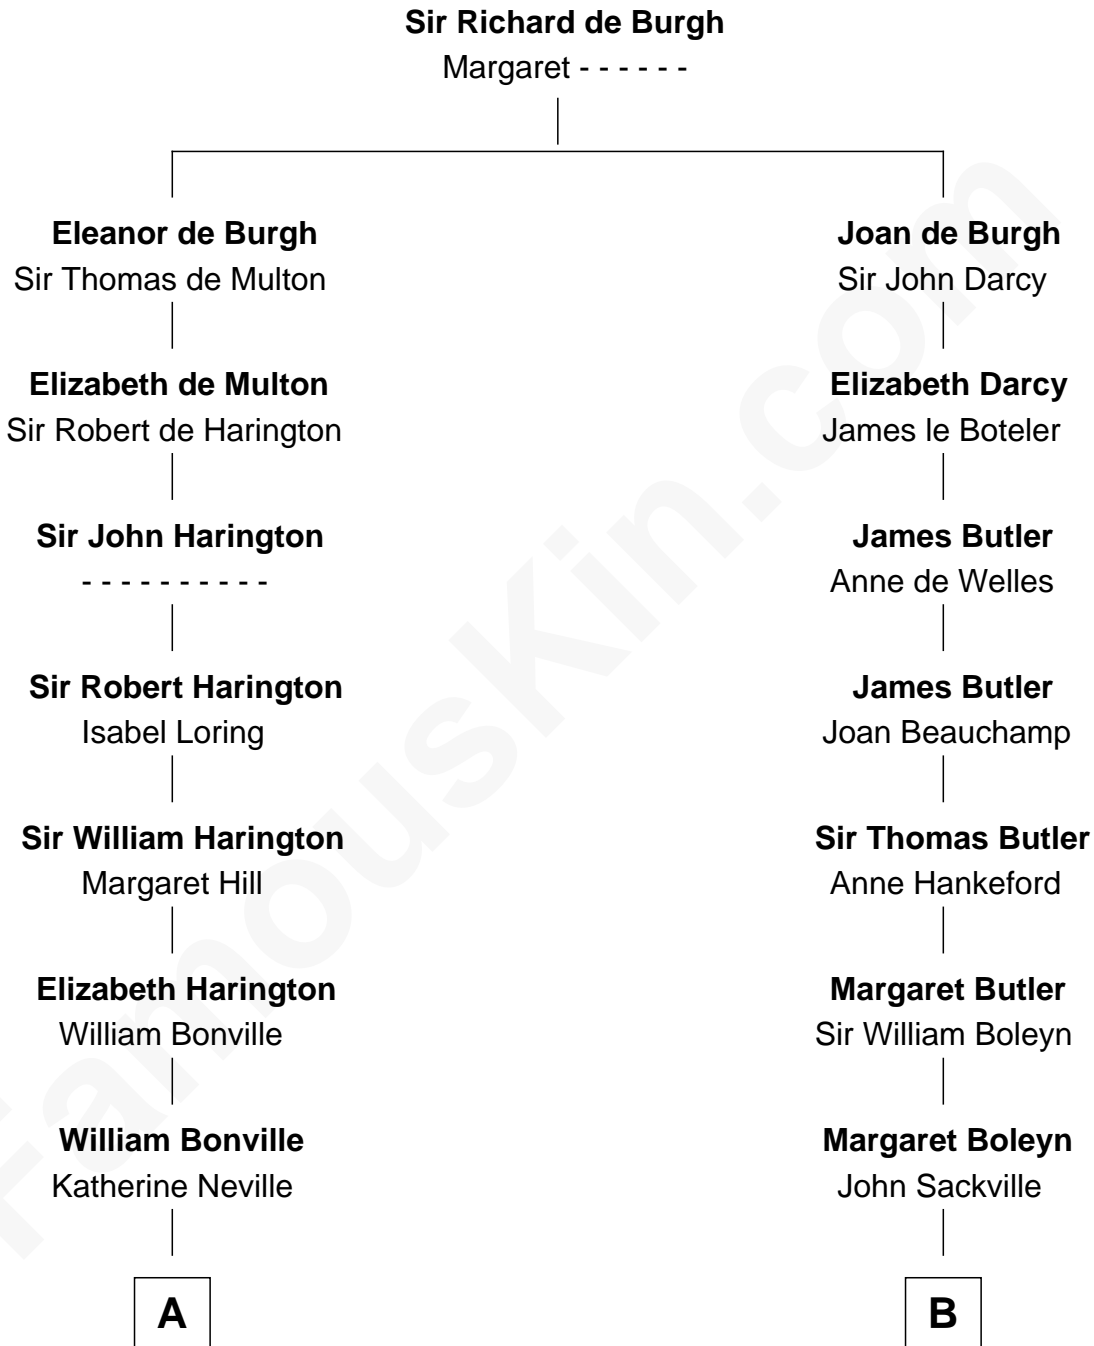 Sir Richard de Burgh
Margaret - - - - - -
Eleanor de Burgh
Sir Thomas de Multon
Joan de Burgh
Sir John Darcy
Elizabeth de Multon
Sir Robert de Harington
Elizabeth Darcy
James le Boteler
Sir John Harington
- - - - - - - - - -
James Butler
Anne de Welles
Sir Robert Harington
Isabel Loring
James Butler
Joan Beauchamp
Sir William Harington
Margaret Hill
Sir Thomas Butler
Anne Hankeford
Elizabeth Harington
William Bonville
Margaret Butler
Sir William Boleyn
William Bonville
Katherine Neville
Margaret Boleyn
John Sackville
A
B
FamousKin.com